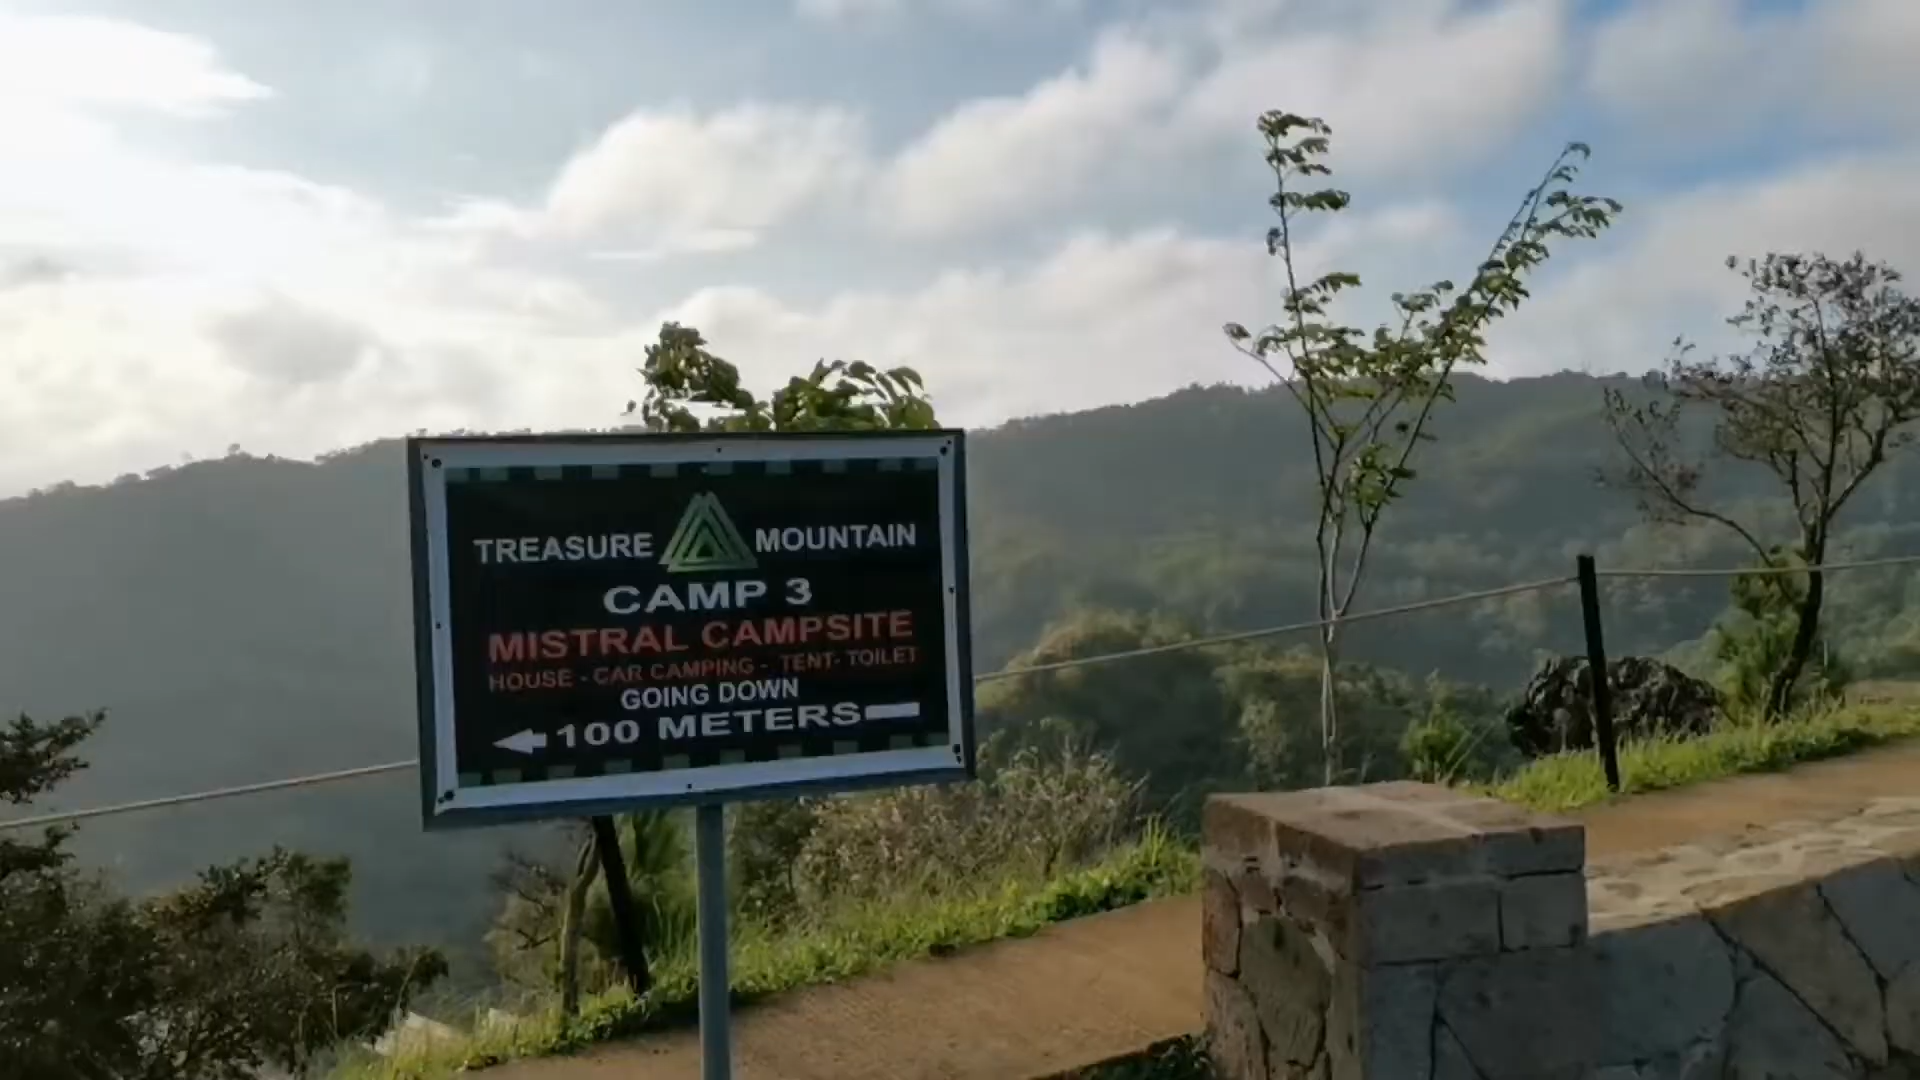 TREASURE MOUNTAIN
CAMP 3
MISTRAL CAMPSITE
HOUSE - CAR CAMPING - TENT- TOILET
GOING DOWN
100 METERS